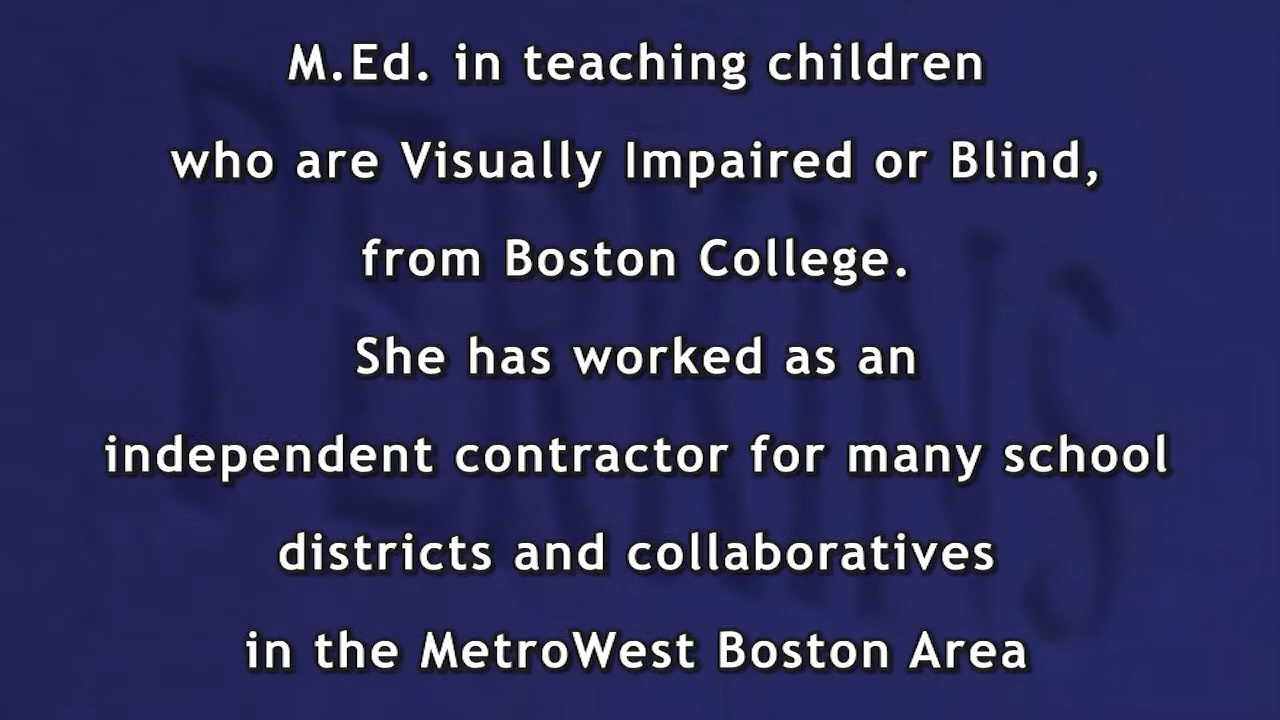 M.Ed. in teaching children
who are Visually Impaired or Blind,
from Boston College.
She has worked as an
independent contractor for many school
districts and collaboratives
in the MetroWest Boston Area
PERKINS